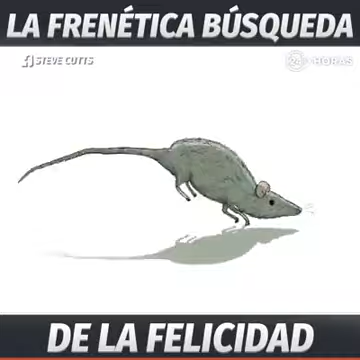 LA FRENÉTICA BÚSQUEDA
STEVE CUTTS
24 HORAS
DE LA FELICIDAD